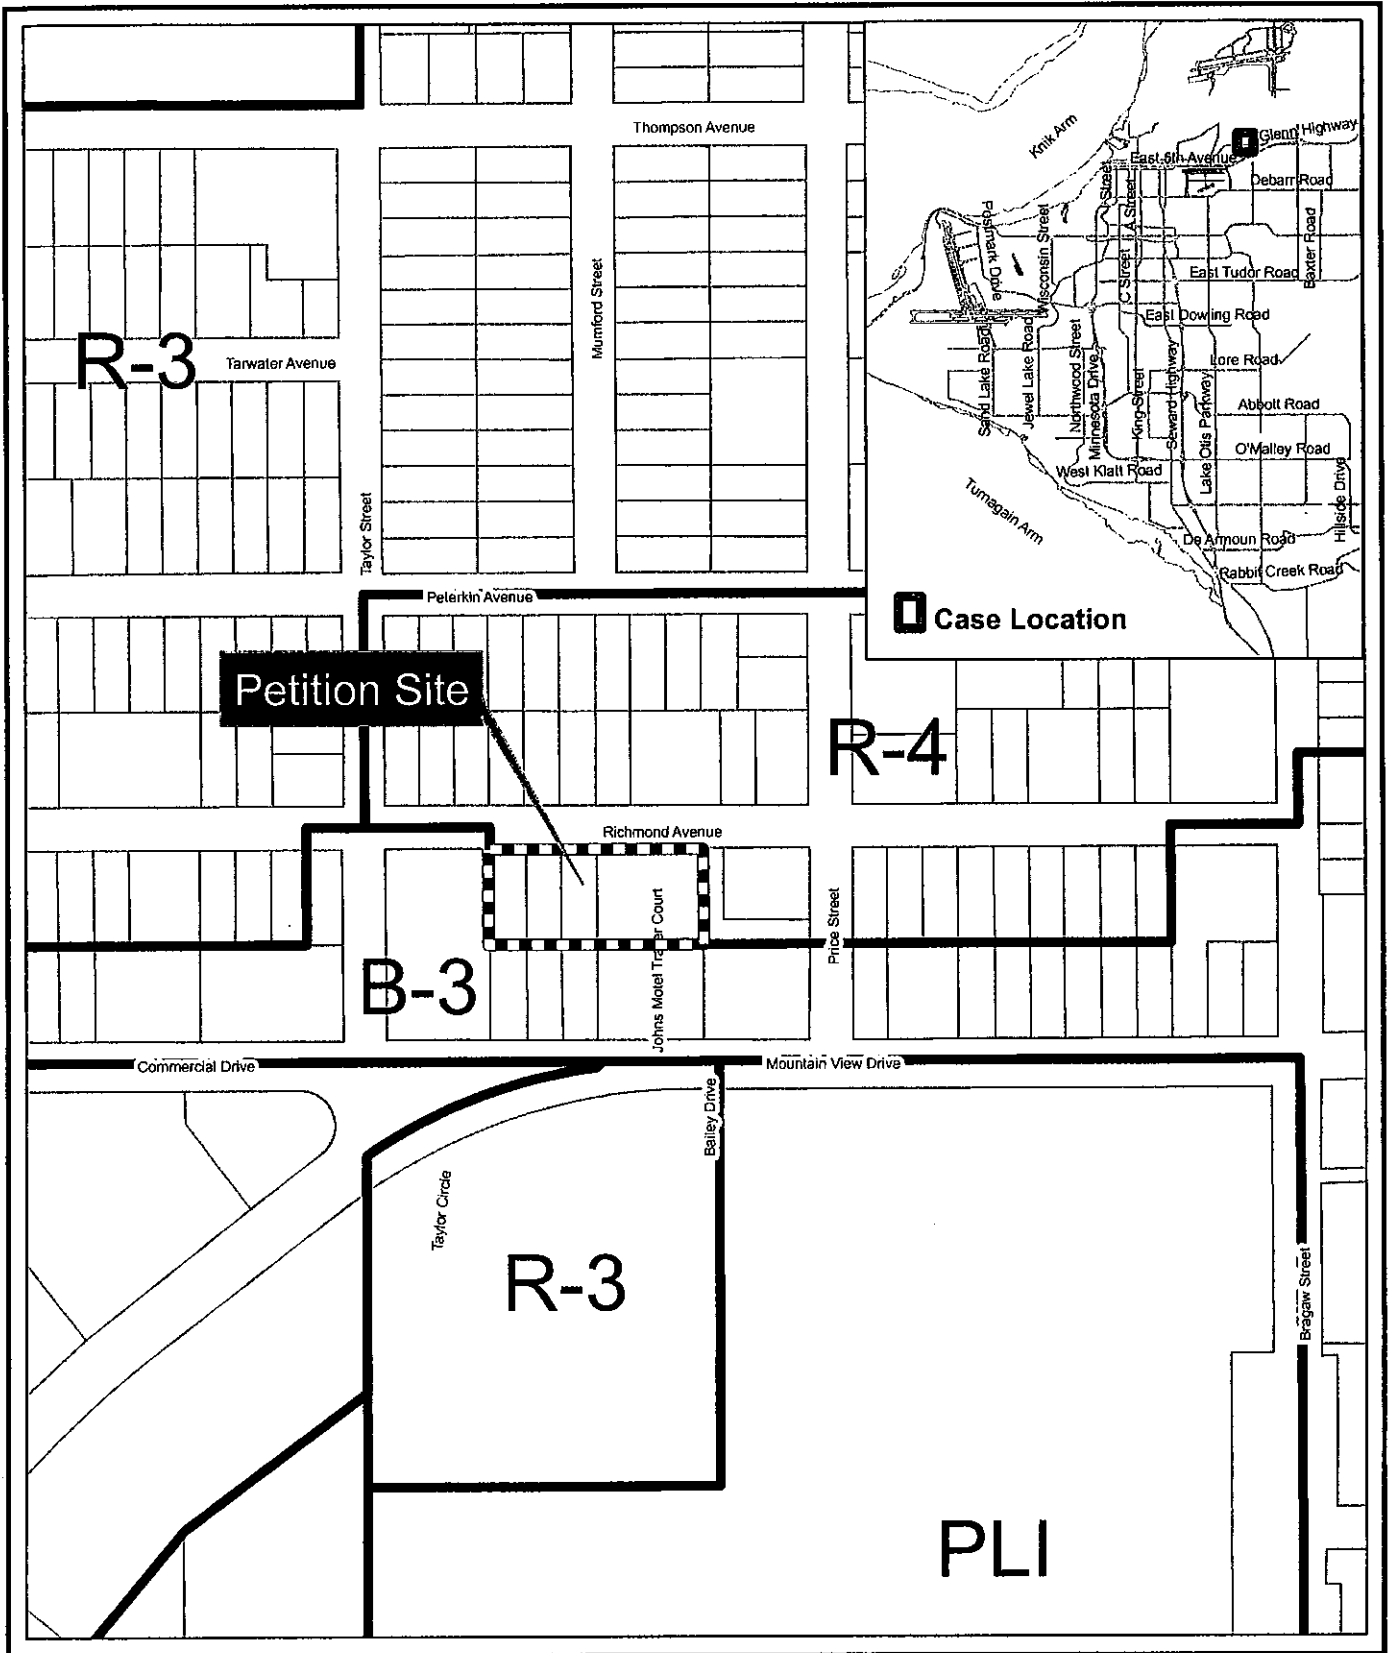 Thompson Avenue
Mumford Street
R-3
Tarwater Avenue
Taylor Street
Peterkin Avenue
Petition Site
R-4
Richmond Avenue
Johns Motel Trailer Court
Price Street
B-3
Commercial Drive
Mountain View Drive
Bailey Drive
Taylor Circle
R-3
Bragaw Street
PLI
Knik Arm
Glenn Highway
East 5th Avenue
Debarr Road
Street
A Street
C Street
Postmark Drive
Wisconsin Street
Baxter Road
East Tudor Road
East Dowling Road
Sand Lake Road
Jewel Lake Road
Northwood Street
Minnesota Drive
King Street
Seward Highway
Lake Otis Parkway
Lore Road
Abbott Road
O'Malley Road
West Klatt Road
Hillside Drive
Turnagain Arm
De Armoun Road
Rabbit Creek Road
Case Location